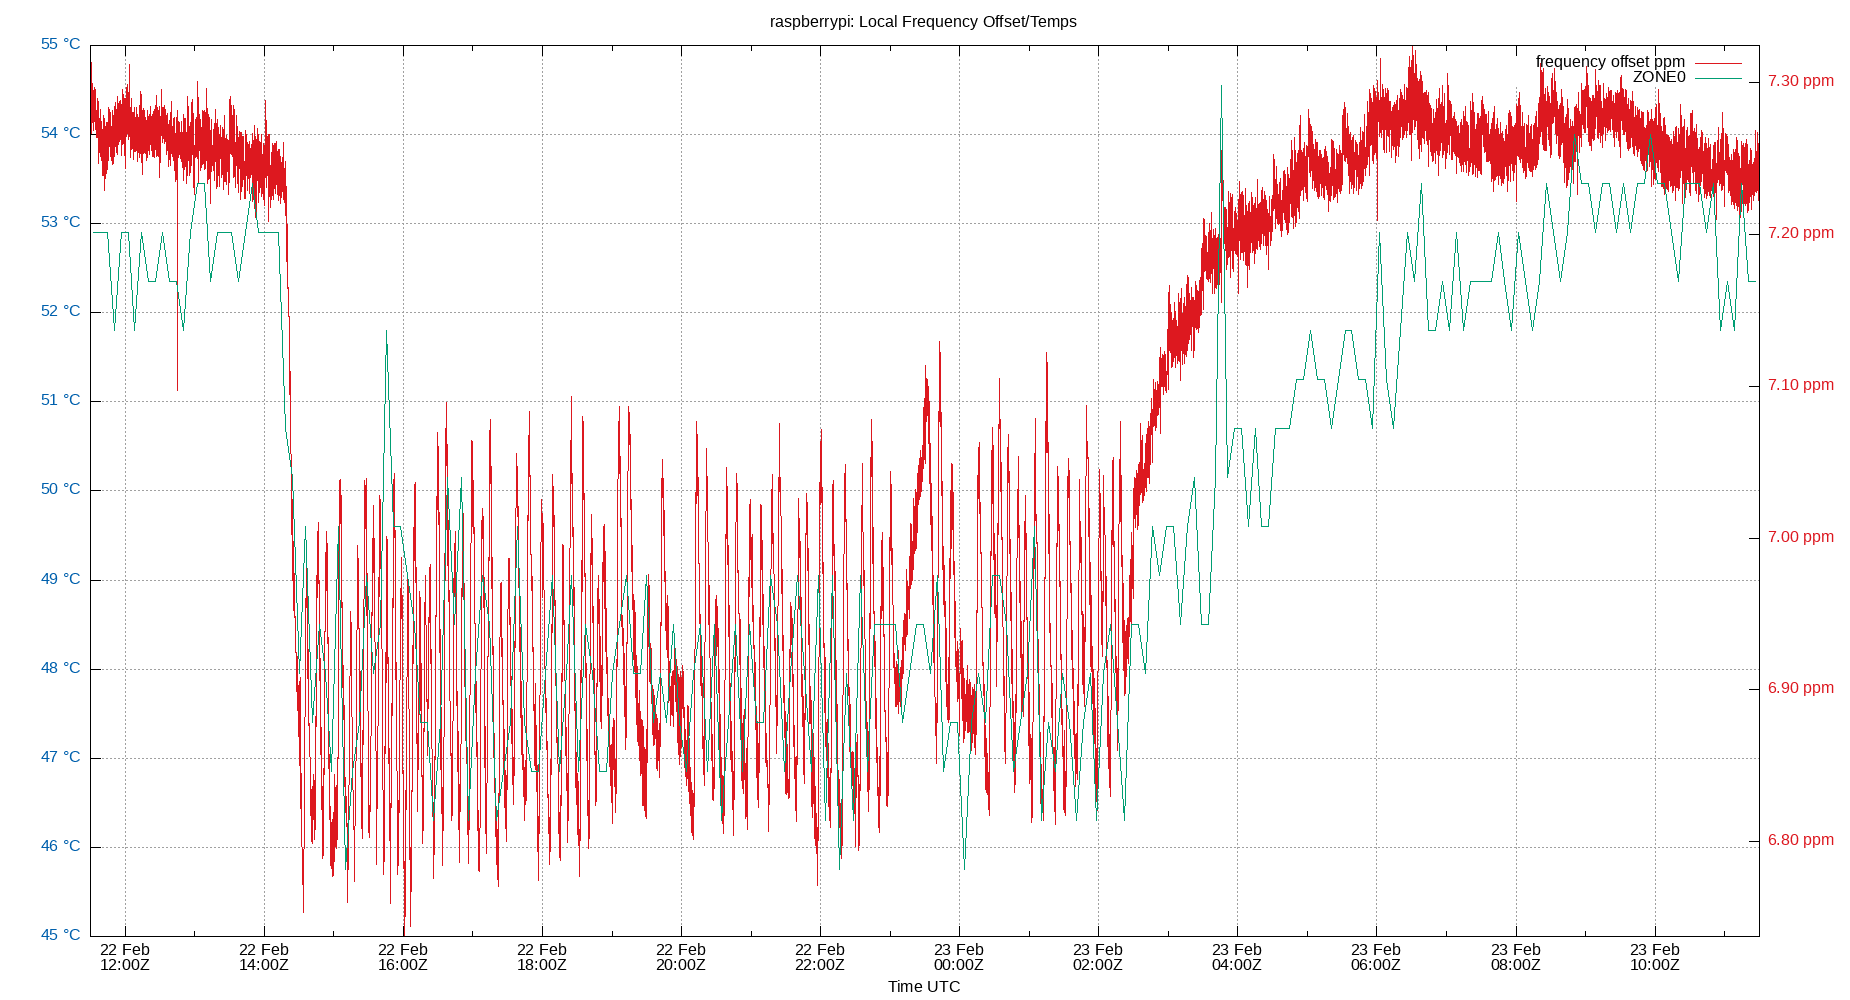 raspberrypi: Local Frequency Offset/Temps
frequency offset ppm
ZONE0
55 °C
54 °C
53 °C
52 °C
51 °C
50 °C
49 °C
48 °C
47 °C
46 °C
45 °C
7.30 ppm
7.20 ppm
7.10 ppm
7.00 ppm
6.90 ppm
6.80 ppm
22 Feb
12:00Z
22 Feb
14:00Z
22 Feb
16:00Z
22 Feb
18:00Z
22 Feb
20:00Z
22 Feb
22:00Z
23 Feb
00:00Z
23 Feb
02:00Z
23 Feb
04:00Z
23 Feb
06:00Z
23 Feb
08:00Z
23 Feb
10:00Z
Time UTC